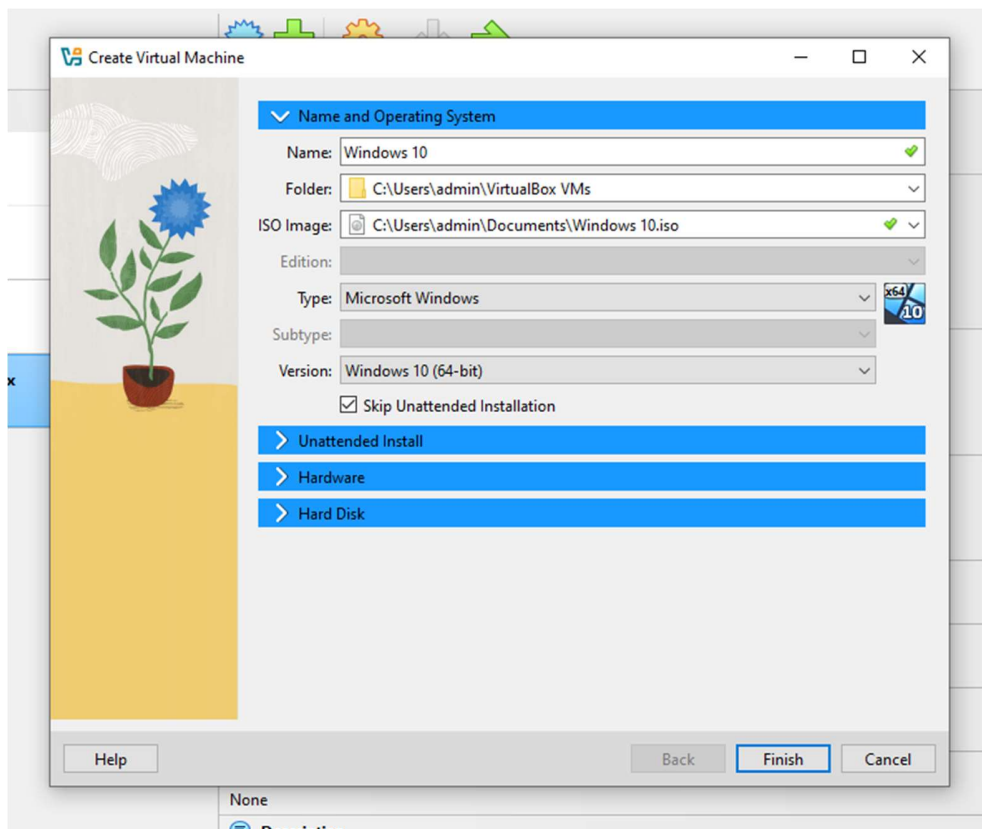 Create Virtual Machine
Name and Operating System
Name: Windows 10
Folder: C:\Users\admin\VirtualBox VMs
ISO Image: C:\Users\admin\Documents\Windows 10.iso
Edition:
Type: Microsoft Windows
x64
10
Subtype:
Version: Windows 10 (64-bit)
Skip Unattended Installation
Unattended Install
Hardware
Hard Disk
x
Help Back Finish Cancel
None